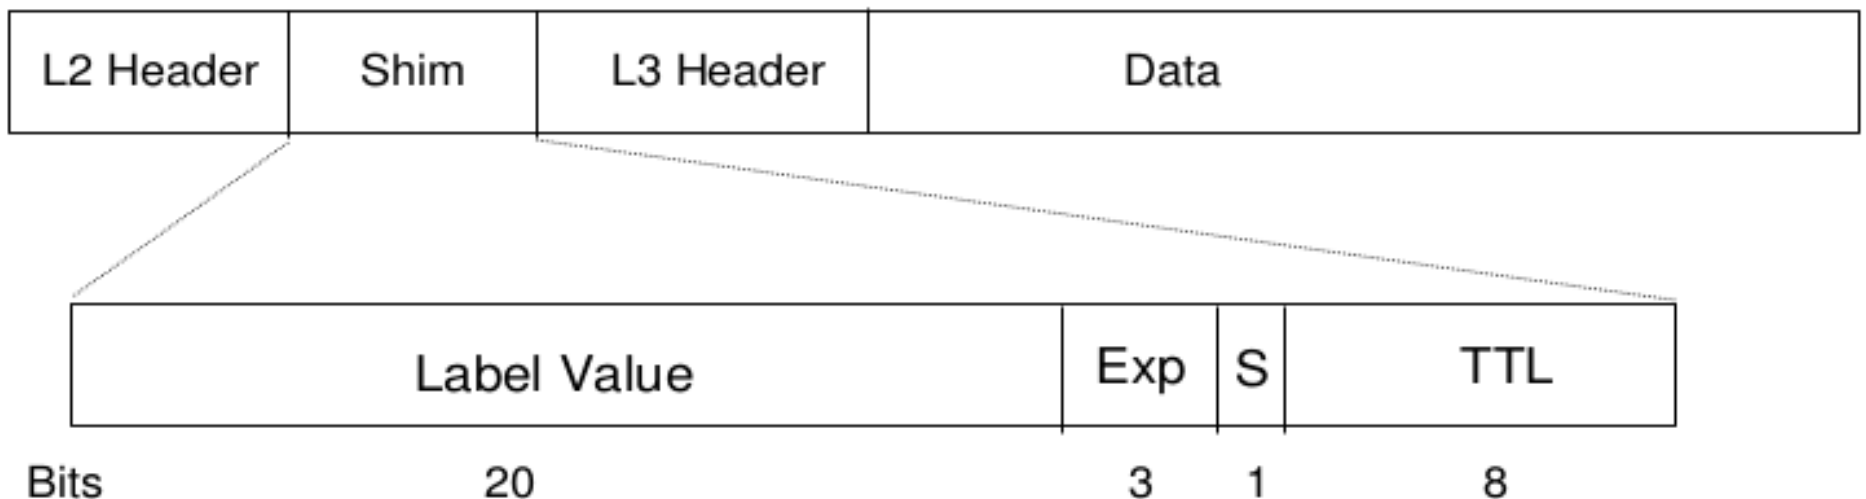 L2 Header Shim L3 Header Data
Label Value Exp S TTL
Bits 20 3 1 8